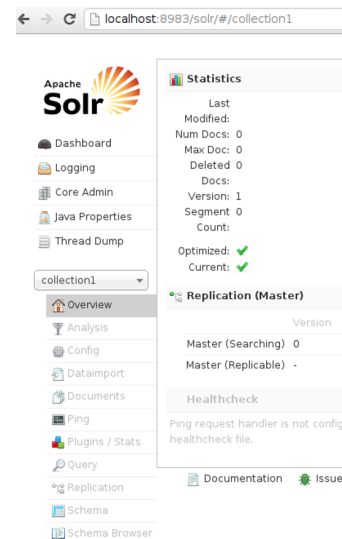 localhost:8983/solr/#/collection1
Apache
Solr
Dashboard
Logging
Core Admin
Java Properties
Thread Dump
collection1
Overview
Analysis
Config
Dataimport
Documents
Ping
Plugins / Stats
Query
Replication
Schema
Schema Browser
Statistics
Last
Modified:
Num Docs: 0
Max Doc: 0
Deleted 0
Docs:
Version: 1
Segment 0
Count:
Optimized:
Current:
Replication (Master)
Version
Master (Searching) 0
Master (Replicable) -
Healthcheck
Ping request handler is not config
healthcheck file.
Documentation Issue